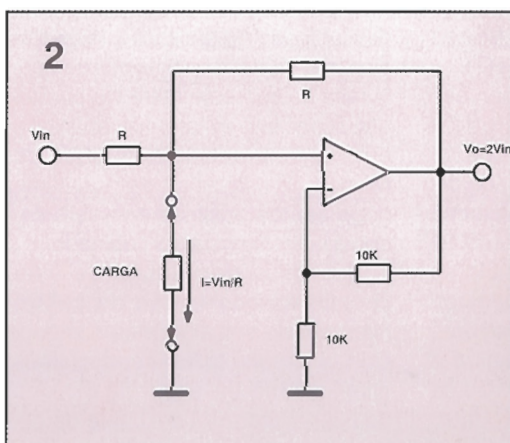 2
R
Vin
R
Vo=2Vin
+
-
CARGA
I=Vin/R
10K
10K